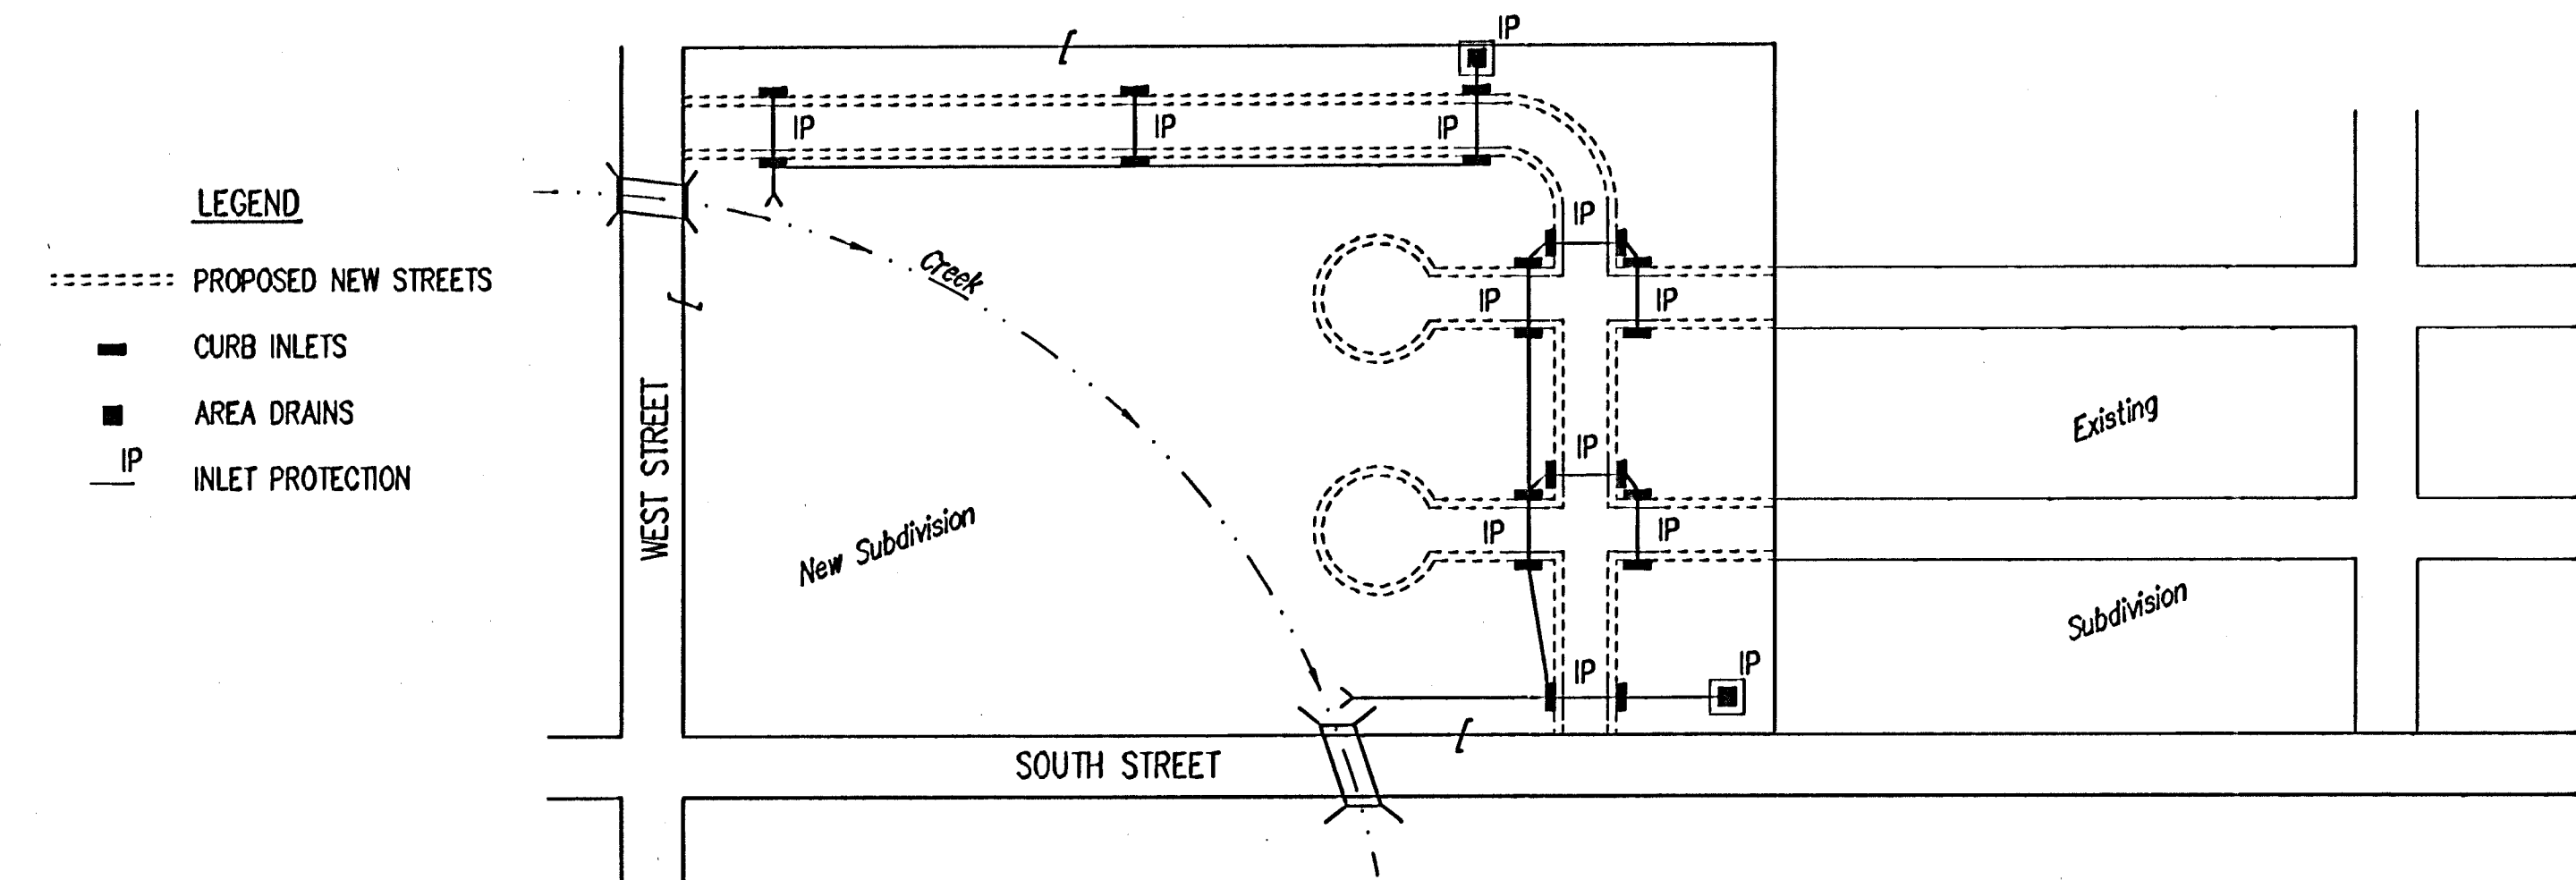 LEGEND
PROPOSED NEW STREETS
CURB INLETS
AREA DRAINS
IP
INLET PROTECTION
WEST STREET
SOUTH STREET
Creek
New Subdivision
Existing
Subdivision
IP
IP
IP
IP
IP
IP
IP
IP
IP
IP
IP
IP